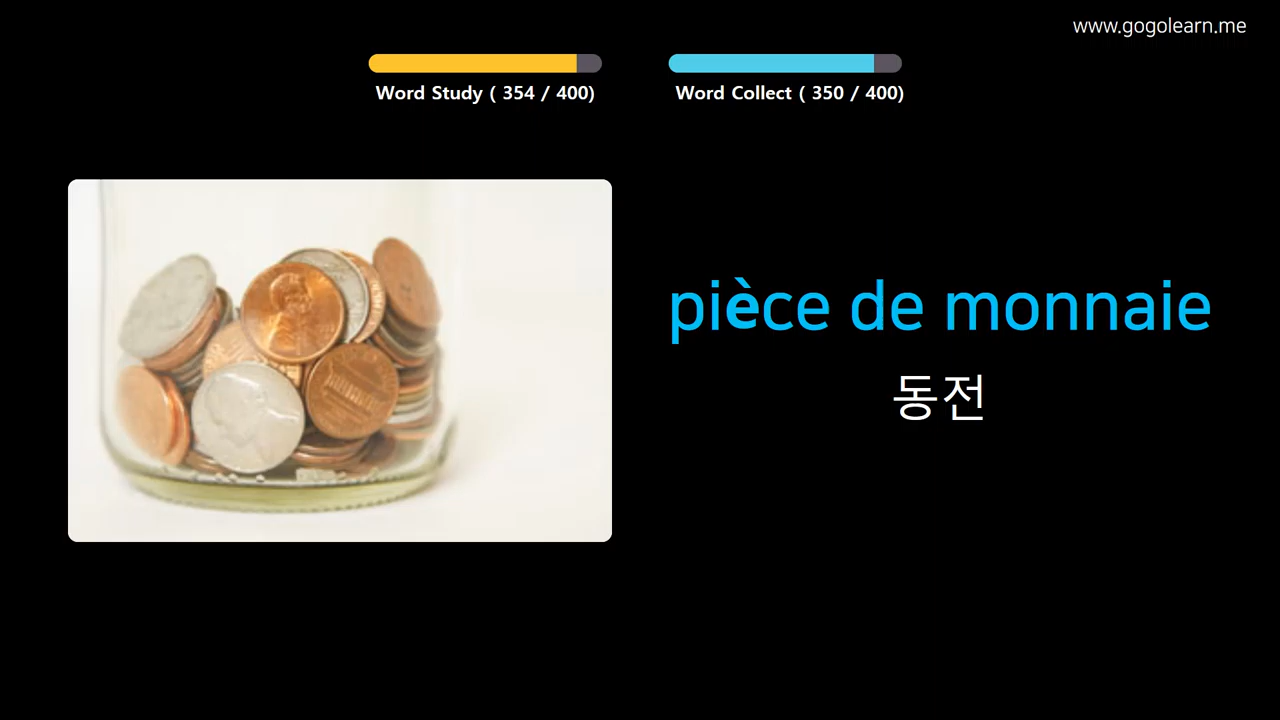 www.gogolearn.me
Word Study ( 354 / 400)
Word Collect ( 350 / 400)
pièce de monnaie
동전